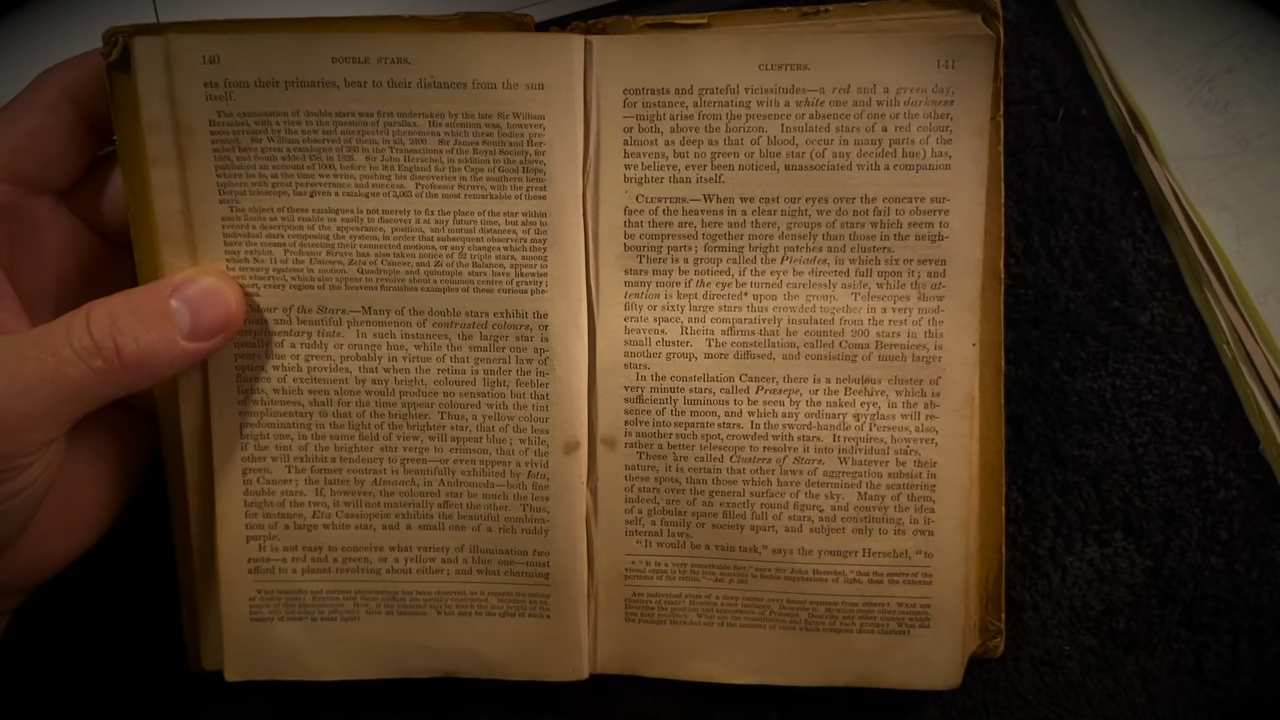 140
DOUBLE STARS.
ets from their primaries, bear to their distances from the sun
itself.
The examination of double stars was first undertaken by the late Sir William
Herschel, with a view to the question of parallax. His attention was, however,
soon arrested by the new and unexpected phenomena which these bodies pre-
sented. Sir William observed of them, in all, 2400. Sir James South and Her-
schel have given a catalogue of 380 in the Transactions of the Royal Society, for
1824, and South added 458, in 1826. Sir John Herschel, in addition to the above,
published an account of 1000, before he left England for the Cape of Good Hope,
where he is, at the time we write, pushing his discoveries in the southern hem-
isphere with great perseverance and success. Professor Struve, with the great
Dorpat telescope, has given a catalogue of 3,063 of the most remarkable of these
stars.
The object of these catalogues is not merely to fix the place of the star within
such limits as will enable us easily to discover it at any future time, but also to
record a description of the appearance, position, and mutual distances, of the
individual stars composing the system, in order that subsequent observers may
have the means of detecting their connected motions, or any changes which they
may exhibit. Professor Struve has also taken notice of 52 triple stars, among
which No. 11 of the Unicorn, Zeta of Cancer, and Zi of the Balance, appear to
be ternary systems in motion. Quadruple and quintuple stars have likewise
been observed, which also appear to revolve about a common centre of gravity;
every region of the heavens furnishes examples of these curious phe-
Colour of the Stars.—Many of the double stars exhibit the
and beautiful phenomenon of contrasted colours, or
complimentary tints. In such instances, the larger star is
usually of a ruddy or orange hue, while the smaller one ap-
pears blue or green, probably in virtue of that general law of
optics, which provides, that when the retina is under the in-
fluence of excitement by any bright, coloured light, feebler
lights, which seen alone would produce no sensation but that
of whiteness, shall for the time appear coloured with the tint
complimentary to that of the brighter. Thus, a yellow colour
predominating in the light of the brighter star, that of the less
bright one, in the same field of view, will appear blue; while,
if the tint of the brighter star verge to crimson, that of the
other will exhibit a tendency to green—or even appear a vivid
green. The former contrast is beautifully exhibited by Iota,
in Cancer; the latter by Almaach, in Andromeda—both fine
double stars. If, however, the coloured star be much the less
bright of the two, it will not materially affect the other. Thus,
for instance, Eta Cassiopeiæ exhibits the beautiful combina-
tion of a large white star, and a small one of a rich ruddy
purple.
It is not easy to conceive what variety of illumination two
suns—a red and a green, or a yellow and a blue one—must
afford to a planet revolving about either; and what charming
What beautiful and curious phenomenon has been observed, as it regards the colour
of double stars? Explain how these colours are usually contrasted. Mention an ex-
ample of this phenomenon. How, if the coloured star be much the less bright of the
two, will the other be affected? Give an instance. What may be the effect of such a
variety of suns
CLUSTERS.
141
contrasts and grateful vicissitudes—a red and a green day,
for instance, alternating with a white one and with darkness
—might arise from the presence or absence of one or the other,
or both, above the horizon. Insulated stars of a red colour,
almost as deep as that of blood, occur in many parts of the
heavens, but no green or blue star (of any decided hue) has,
we believe, ever been noticed, unassociated with a companion
brighter than itself.
CLUSTERS.—When we cast our eyes over the concave sur-
face of the heavens in a clear night, we do not fail to observe
that there are, here and there, groups of stars which seem to
be compressed together more densely than those in the neigh-
bouring parts; forming bright patches and clusters.
There is a group called the Pleiades, in which six or seven
stars may be noticed, if the eye be directed full upon it; and
many more if the eye be turned carelessly aside, while the at-
tention is kept directed* upon the group. Telescopes show
fifty or sixty large stars thus crowded together in a very mod-
erate space, and comparatively insulated from the rest of the
heavens. Rheita affirms that he counted 200 stars in this
small cluster. The constellation, called Coma Berenices, is
another group, more diffused, and consisting of much larger
stars.
In the constellation Cancer, there is a nebulous cluster of
very minute stars, called Præsepe, or the Beehive, which is
sufficiently luminous to be seen by the naked eye, in the ab-
sence of the moon, and which any ordinary spyglass will re-
solve into separate stars. In the sword-handle of Perseus, also,
is another such spot, crowded with stars. It requires, however,
rather a better telescope to resolve it into individual stars.
These are called Clusters of Stars. Whatever be their
nature, it is certain that other laws of aggregation subsist in
these spots, than those which have determined the scattering
of stars over the general surface of the sky. Many of them,
indeed, are of an exactly round figure, and convey the idea
of a globular space filled full of stars, and constituting, in it-
self, a family or society apart, and subject only to its own
internal laws.
"It would be a vain task," says the younger Herschel, "to
* "It is a very remarkable fact," says Sir John Herschel, "that the centre of the
visual organ is by far less sensible to feeble impressions of light, than the exterior
portions of the retina."—Ast. p.
Are individual stars of a deep colour ever found separate from others? What are
clusters of stars? Mention some instance. Describe it. Mention some other instance.
Describe the position and appearance of Præsepe. Describe any other cluster which
you may recollect. What are the constitution and figure of such groups? What did
the younger Herschel say of the number of stars which compose these clusters?